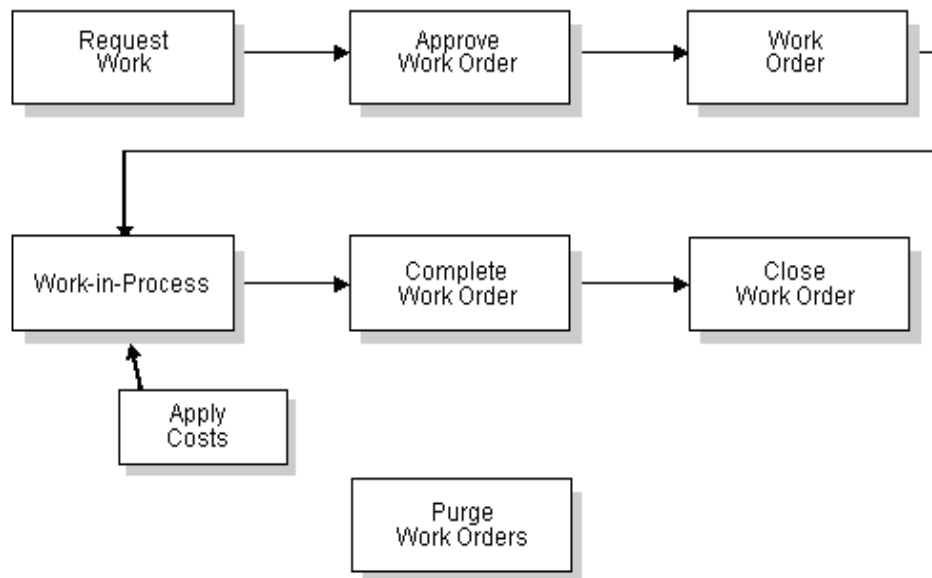 Request
Work
Approve
Work Order
Work
Order
Work-in-Process
Complete
Work Order
Close
Work Order
Apply
Costs
Purge
Work Orders